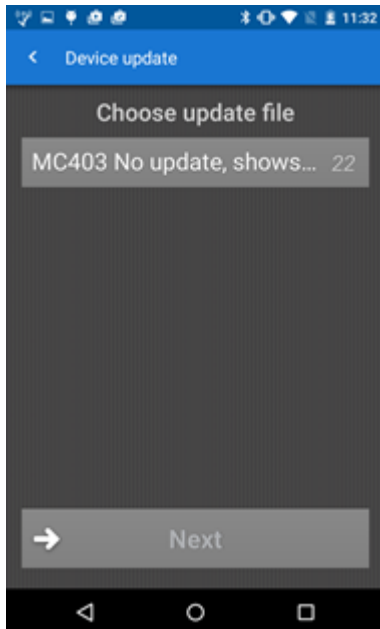 11:32
Device update
Choose update file
MC403 No update, shows... 22
Next